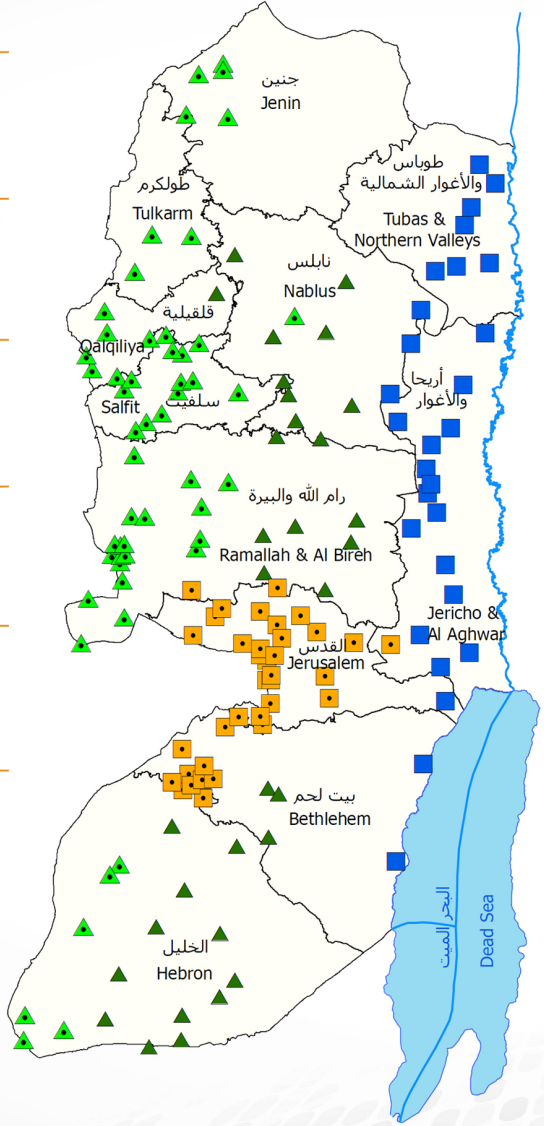 جنين
Jenin
طوباس
والأغوار الشمالية
Tubas &
Northern Valleys
طولكرم
Tulkarm
نابلس
Nablus
قلقيلية
Qalqiliya
سلفيت
Salfit
أريحا
والأغوار
رام الله والبيرة
Ramallah & Al Bireh
Jericho &
Al Aghwar
القدس
Jerusalem
بيت لحم
Bethlehem
البحر الميت
Dead Sea
الخليل
Hebron